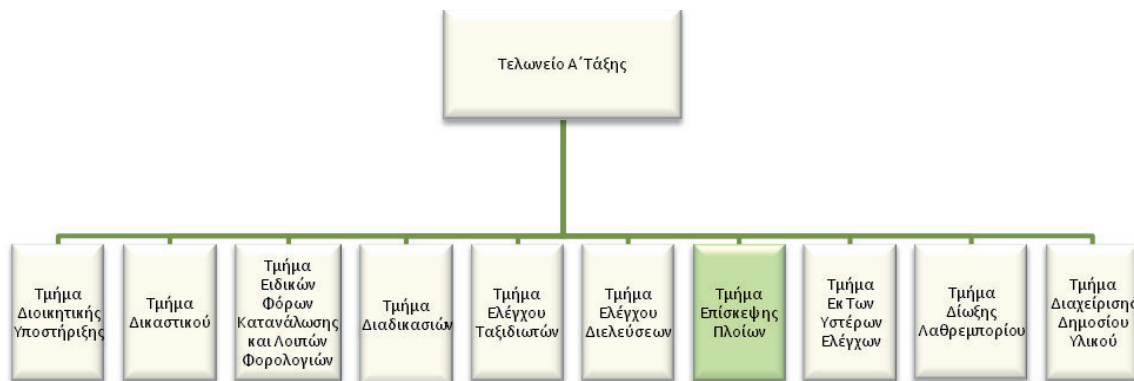 Τελωνείο Α΄ Τάξης
Τμήμα
Διοικητικής
Υποστήριξης
Τμήμα
Δικαστικού
Τμήμα
Ειδικών
Φόρων
Κατανάλωσης
και Λοιπών
Φορολογιών
Τμήμα
Διαδικασιών
Τμήμα
Ελέγχου
Ταξιδιωτών
Τμήμα
Ελέγχου
Διελεύσεων
Τμήμα
Επίσκεψης
Πλοίων
Τμήμα
Εκ Των
Υστέρων
Ελέγχων
Τμήμα
Δίωξης
Λαθρεμπορίου
Τμήμα
Διαχείρισης
Δημοσίου
Υλικού